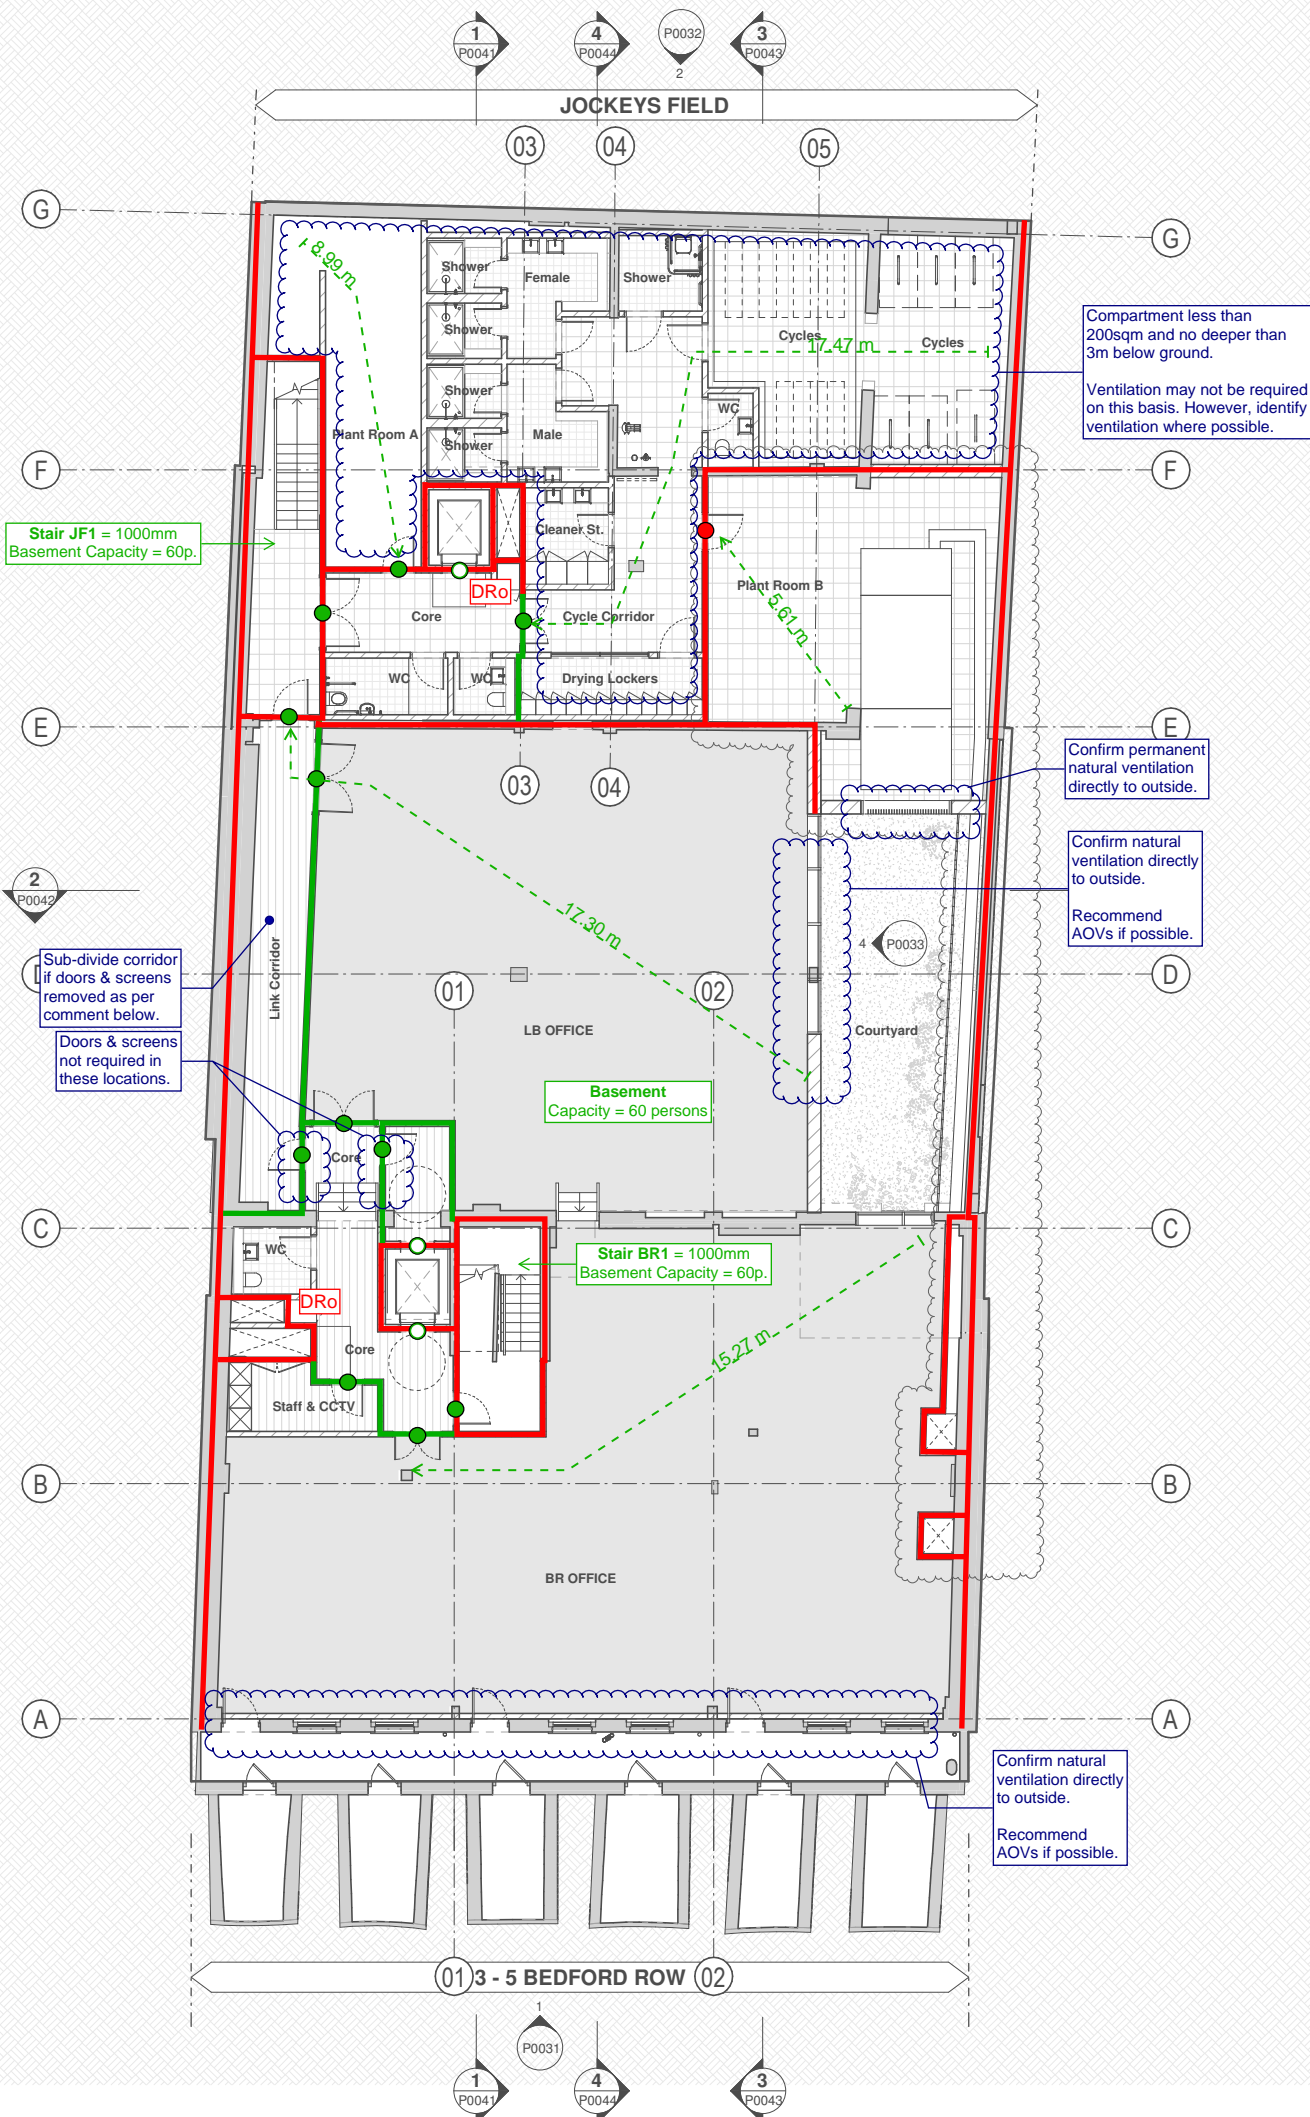 1
P0041
4
P0044
P0032
2
3
P0043
JOCKEYS FIELD
03
04
05
G
G
8.99 m
Shower
Female
Shower
Shower
Shower
Shower
Male
Cycles
Cycles
17.47 m
WC
Plant Room A
Compartment less than
200sqm and no deeper than
3m below ground.
Ventilation may not be required
on this basis. However, identify
ventilation where possible.
F
F
Stair JF1 = 1000mm
Basement Capacity = 60p.
Cleaner St.
DRo
Core
Cycle Corridor
Plant Room B
5.61 m
WC
WC
Drying Lockers
E
E
03
04
Confirm permanent
natural ventilation
directly to outside.
Confirm natural
ventilation directly
to outside.
Recommend
AOVs if possible.
2
P0042
17.30 m
4
P0033
Sub-divide corridor
if doors & screens
removed as per
comment below.
Link Corridor
D
01
02
LB OFFICE
Courtyard
Doors & screens
not required in
these locations.
Basement
Capacity = 60 persons
Core
C
C
WC
Stair BR1 = 1000mm
Basement Capacity = 60p.
DRo
Core
15.27 m
Staff & CCTV
B
B
BR OFFICE
A
A
Confirm natural
ventilation directly
to outside.
Recommend
AOVs if possible.
01
3 - 5 BEDFORD ROW
02
1
P0031
1
P0041
4
P0044
3
P0043